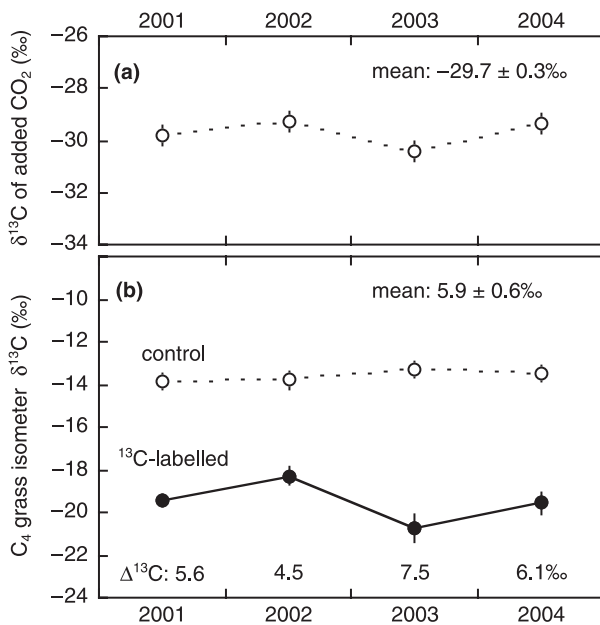 2001 2002 2003 2004
−26
−28
−30
−32
−34
δ¹³C of added CO₂ (‰)
(a)
mean: −29.7 ± 0.3‰
−10
−12
−14
−16
−18
−20
−22
−24
C₄ grass isometer δ¹³C (‰)
(b)
mean: 5.9 ± 0.6‰
control
¹³C-labelled
Δ¹³C: 5.6 4.5 7.5 6.1‰
2001 2002 2003 2004